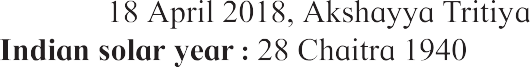 18 April 2018, Akshayya Tritiya
Indian solar year : 28 Chaitra 1940